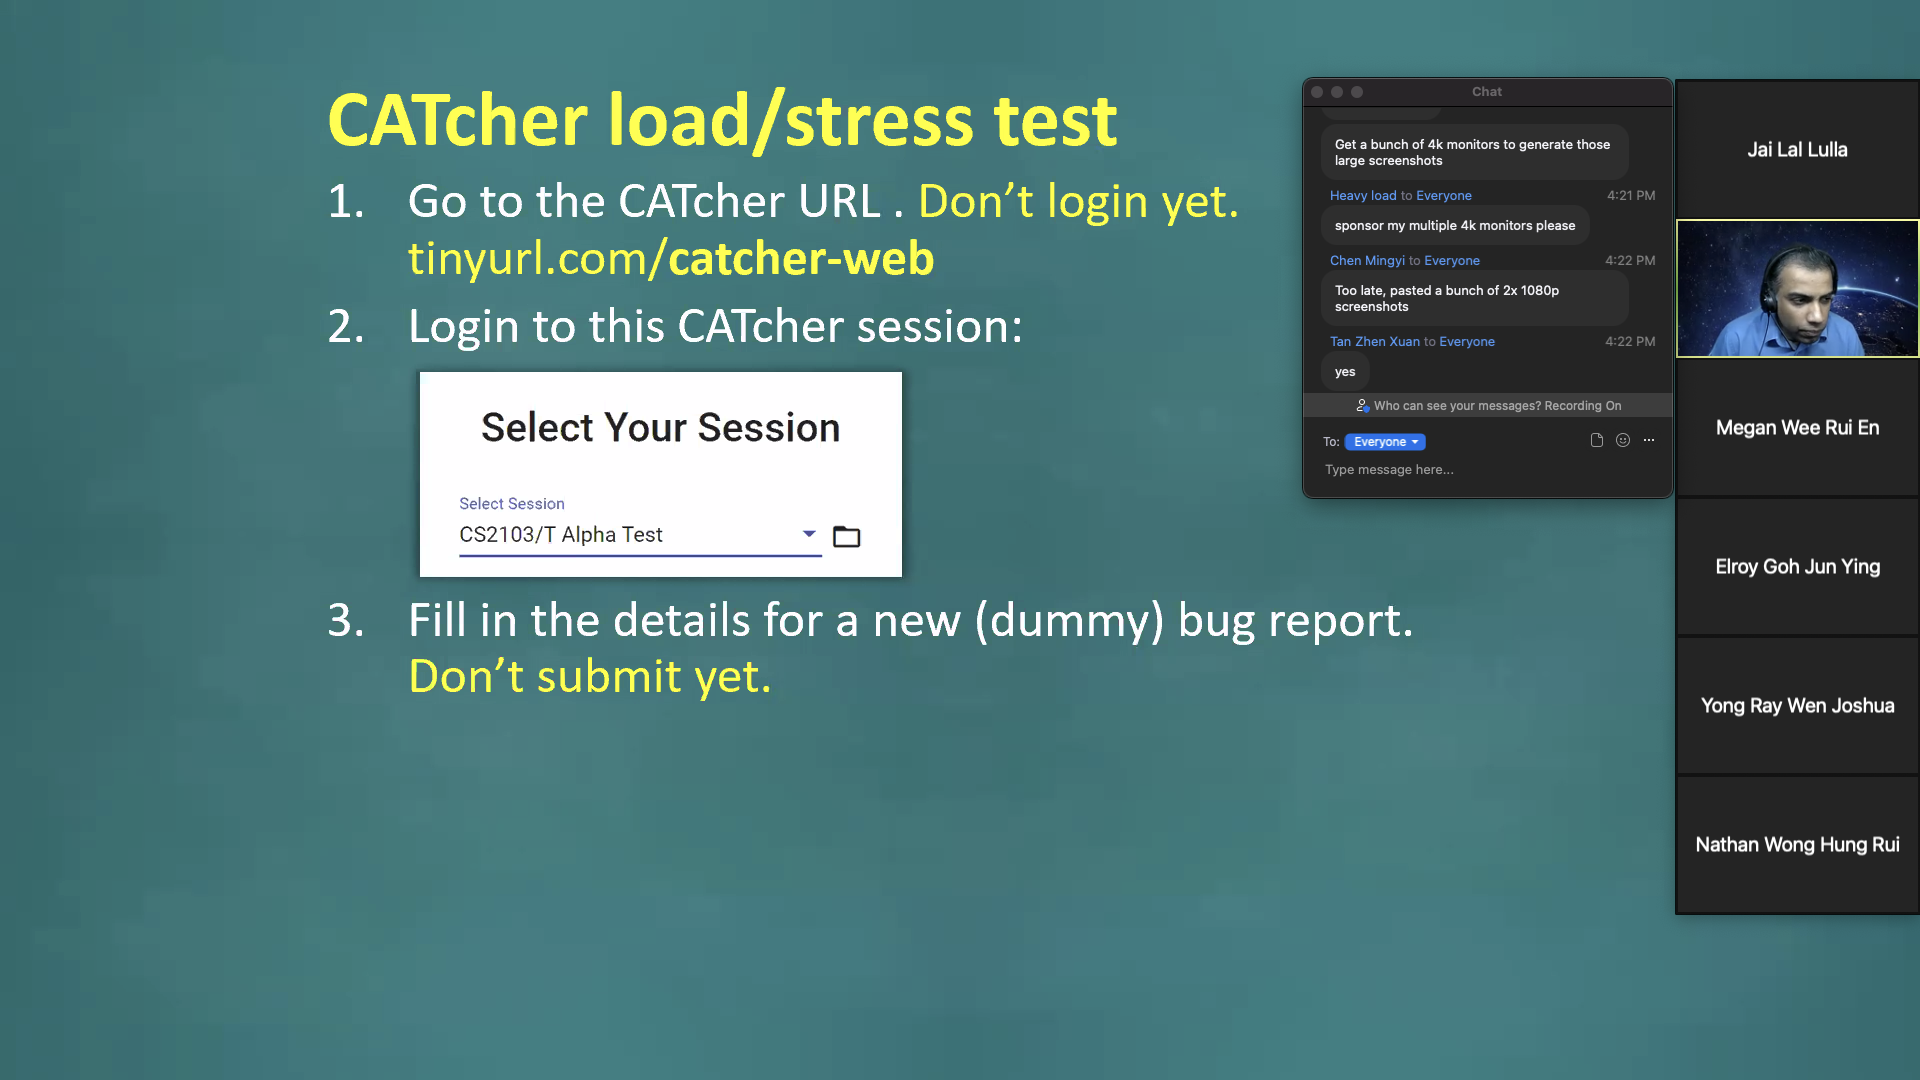 CATcher load/stress test
1. Go to the CATcher URL . Don’t login yet.
tinyurl.com/catcher-web
2. Login to this CATcher session:
Select Your Session
Select Session
CS2103/T Alpha Test
3. Fill in the details for a new (dummy) bug report.
Don’t submit yet.
Chat
Get a bunch of 4k monitors to generate those
large screenshots
Heavy load to Everyone 4:21 PM
sponsor my multiple 4k monitors please
Chen Mingyi to Everyone 4:22 PM
Too late, pasted a bunch of 2x 1080p
screenshots
Tan Zhen Xuan to Everyone 4:22 PM
yes
Who can see your messages? Recording On
To: Everyone
Type message here...
Jai Lal Lulla
Megan Wee Rui En
Elroy Goh Jun Ying
Yong Ray Wen Joshua
Nathan Wong Hung Rui